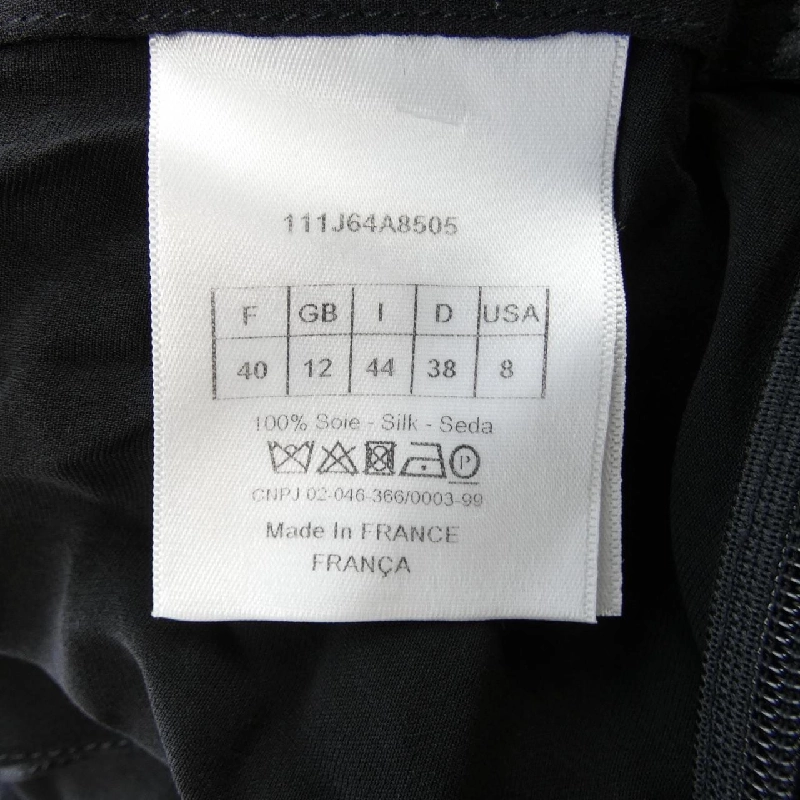 111J64A8505
F GB I D USA
40 12 44 38 8
100% Soie - Silk - Seda
P
CNPJ 02-046-366/0003-99
Made In FRANCE
FRANÇA